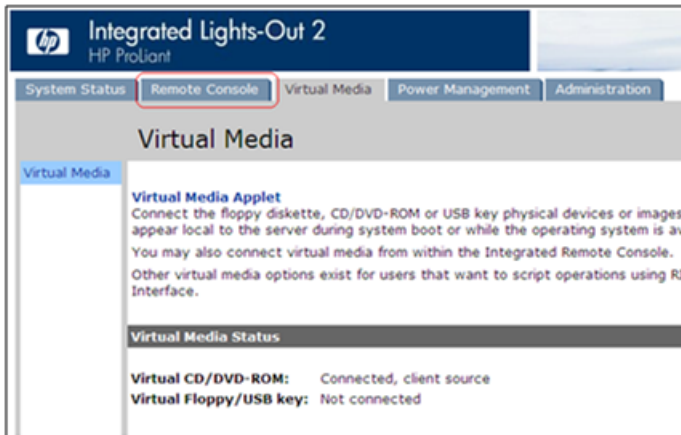 hp
Integrated Lights-Out 2
HP ProLiant
System Status Remote Console Virtual Media Power Management Administration
Virtual Media
Virtual Media
Virtual Media Applet
Connect the floppy diskette, CD/DVD-ROM or USB key physical devices or images
appear local to the server during system boot or while the operating system is
You may also connect virtual media from within the Integrated Remote Console.
Other virtual media options exist for users that want to script operations using
Interface.
Virtual Media Status
Virtual CD/DVD-ROM: Connected, client source
Virtual Floppy/USB key: Not connected